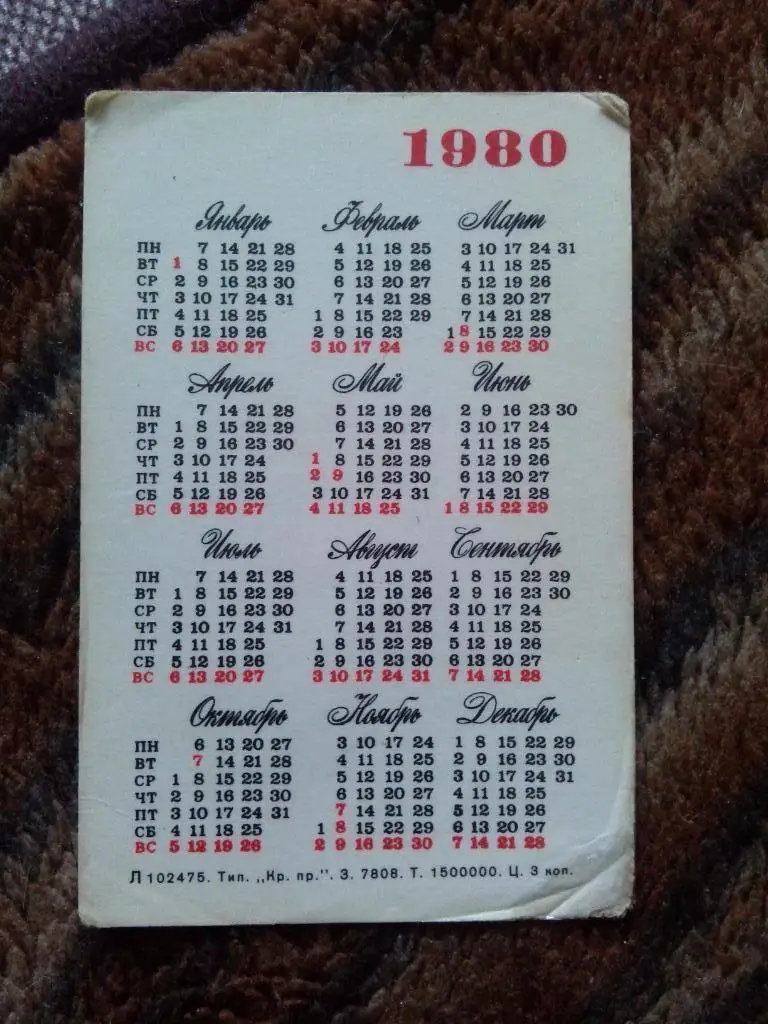 1980
Январь Февраль Март
ПН 7 14 21 28 4 11 18 25 3 10 17 24 31
ВТ 1 8 15 22 29 5 12 19 26 4 11 18 25
СР 2 9 16 23 30 6 13 20 27 5 12 19 26
ЧТ 3 10 17 24 31 7 14 21 28 6 13 20 27
ПТ 4 11 18 25 1 8 15 22 29 7 14 21 28
СБ 5 12 19 26 2 9 16 23 1 8 15 22 29
ВС 6 13 20 27 3 10 17 24 2 9 16 23 30
Апрель Май Июнь
ПН 7 14 21 28 5 12 19 26 2 9 16 23 30
ВТ 1 8 15 22 29 6 13 20 27 3 10 17 24
СР 2 9 16 23 30 7 14 21 28 4 11 18 25
ЧТ 3 10 17 24 1 8 15 22 29 5 12 19 26
ПТ 4 11 18 25 2 9 16 23 30 6 13 20 27
СБ 5 12 19 26 3 10 17 24 31 7 14 21 28
ВС 6 13 20 27 4 11 18 25 1 8 15 22 29
Июль Август Сентябрь
ПН 7 14 21 28 4 11 18 25 1 8 15 22 29
ВТ 1 8 15 22 29 5 12 19 26 2 9 16 23 30
СР 2 9 16 23 30 6 13 20 27 3 10 17 24
ЧТ 3 10 17 24 31 7 14 21 28 4 11 18 25
ПТ 4 11 18 25 1 8 15 22 29 5 12 19 26
СБ 5 12 19 26 2 9 16 23 30 6 13 20 27
ВС 6 13 20 27 3 10 17 24 31 7 14 21 28
Октябрь Ноябрь Декабрь
ПН 6 13 20 27 3 10 17 24 1 8 15 22 29
ВТ 7 14 21 28 4 11 18 25 2 9 16 23 30
СР 1 8 15 22 29 5 12 19 26 3 10 17 24 31
ЧТ 2 9 16 23 30 6 13 20 27 4 11 18 25
ПТ 3 10 17 24 31 7 14 21 28 5 12 19 26
СБ 4 11 18 25 1 8 15 22 29 6 13 20 27
ВС 5 12 19 26 2 9 16 23 30 7 14 21 28
Л 102475. Тип. „Кр. пр.". З. 7808. Т. 1500000. Ц. 3 коп.